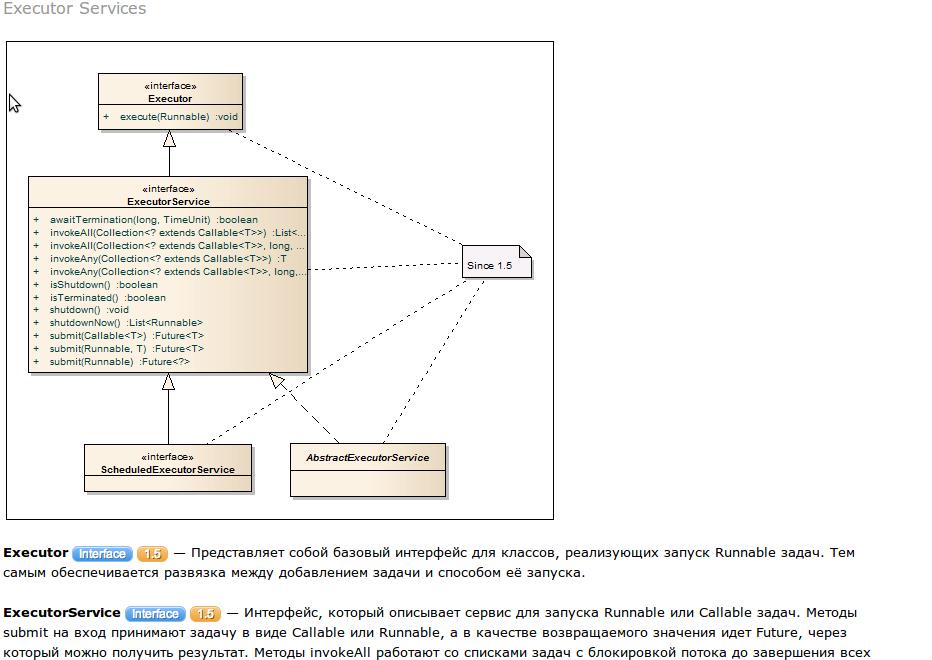 Executor Services
«interface»
Executor
+ execute(Runnable) :void
«interface»
ExecutorService
+ awaitTermination(long, TimeUnit) :boolean
+ invokeAll(Collection<? extends Callable<T>>) :List<...
+ invokeAll(Collection<? extends Callable<T>>, long, ...
+ invokeAny(Collection<? extends Callable<T>>) :T
+ invokeAny(Collection<? extends Callable<T>>, long,...
+ isShutdown() :boolean
+ isTerminated() :boolean
+ shutdown() :void
+ shutdownNow() :List<Runnable>
+ submit(Callable<T>) :Future<T>
+ submit(Runnable, T) :Future<T>
+ submit(Runnable) :Future<?>
Since 1.5
«interface»
ScheduledExecutorService
AbstractExecutorService
Executor Interface 1.5 — Представляет собой базовый интерфейс для классов, реализующих запуск Runnable задач. Тем
самым обеспечивается развязка между добавлением задачи и способом её запуска.
ExecutorService Interface 1.5 — Интерфейс, который описывает сервис для запуска Runnable или Callable задач. Методы
submit на вход принимают задачу в виде Callable или Runnable, а в качестве возвращаемого значения идет Future, через
который можно получить результат. Методы invokeAll работают со списками задач с блокировкой потока до завершения всех